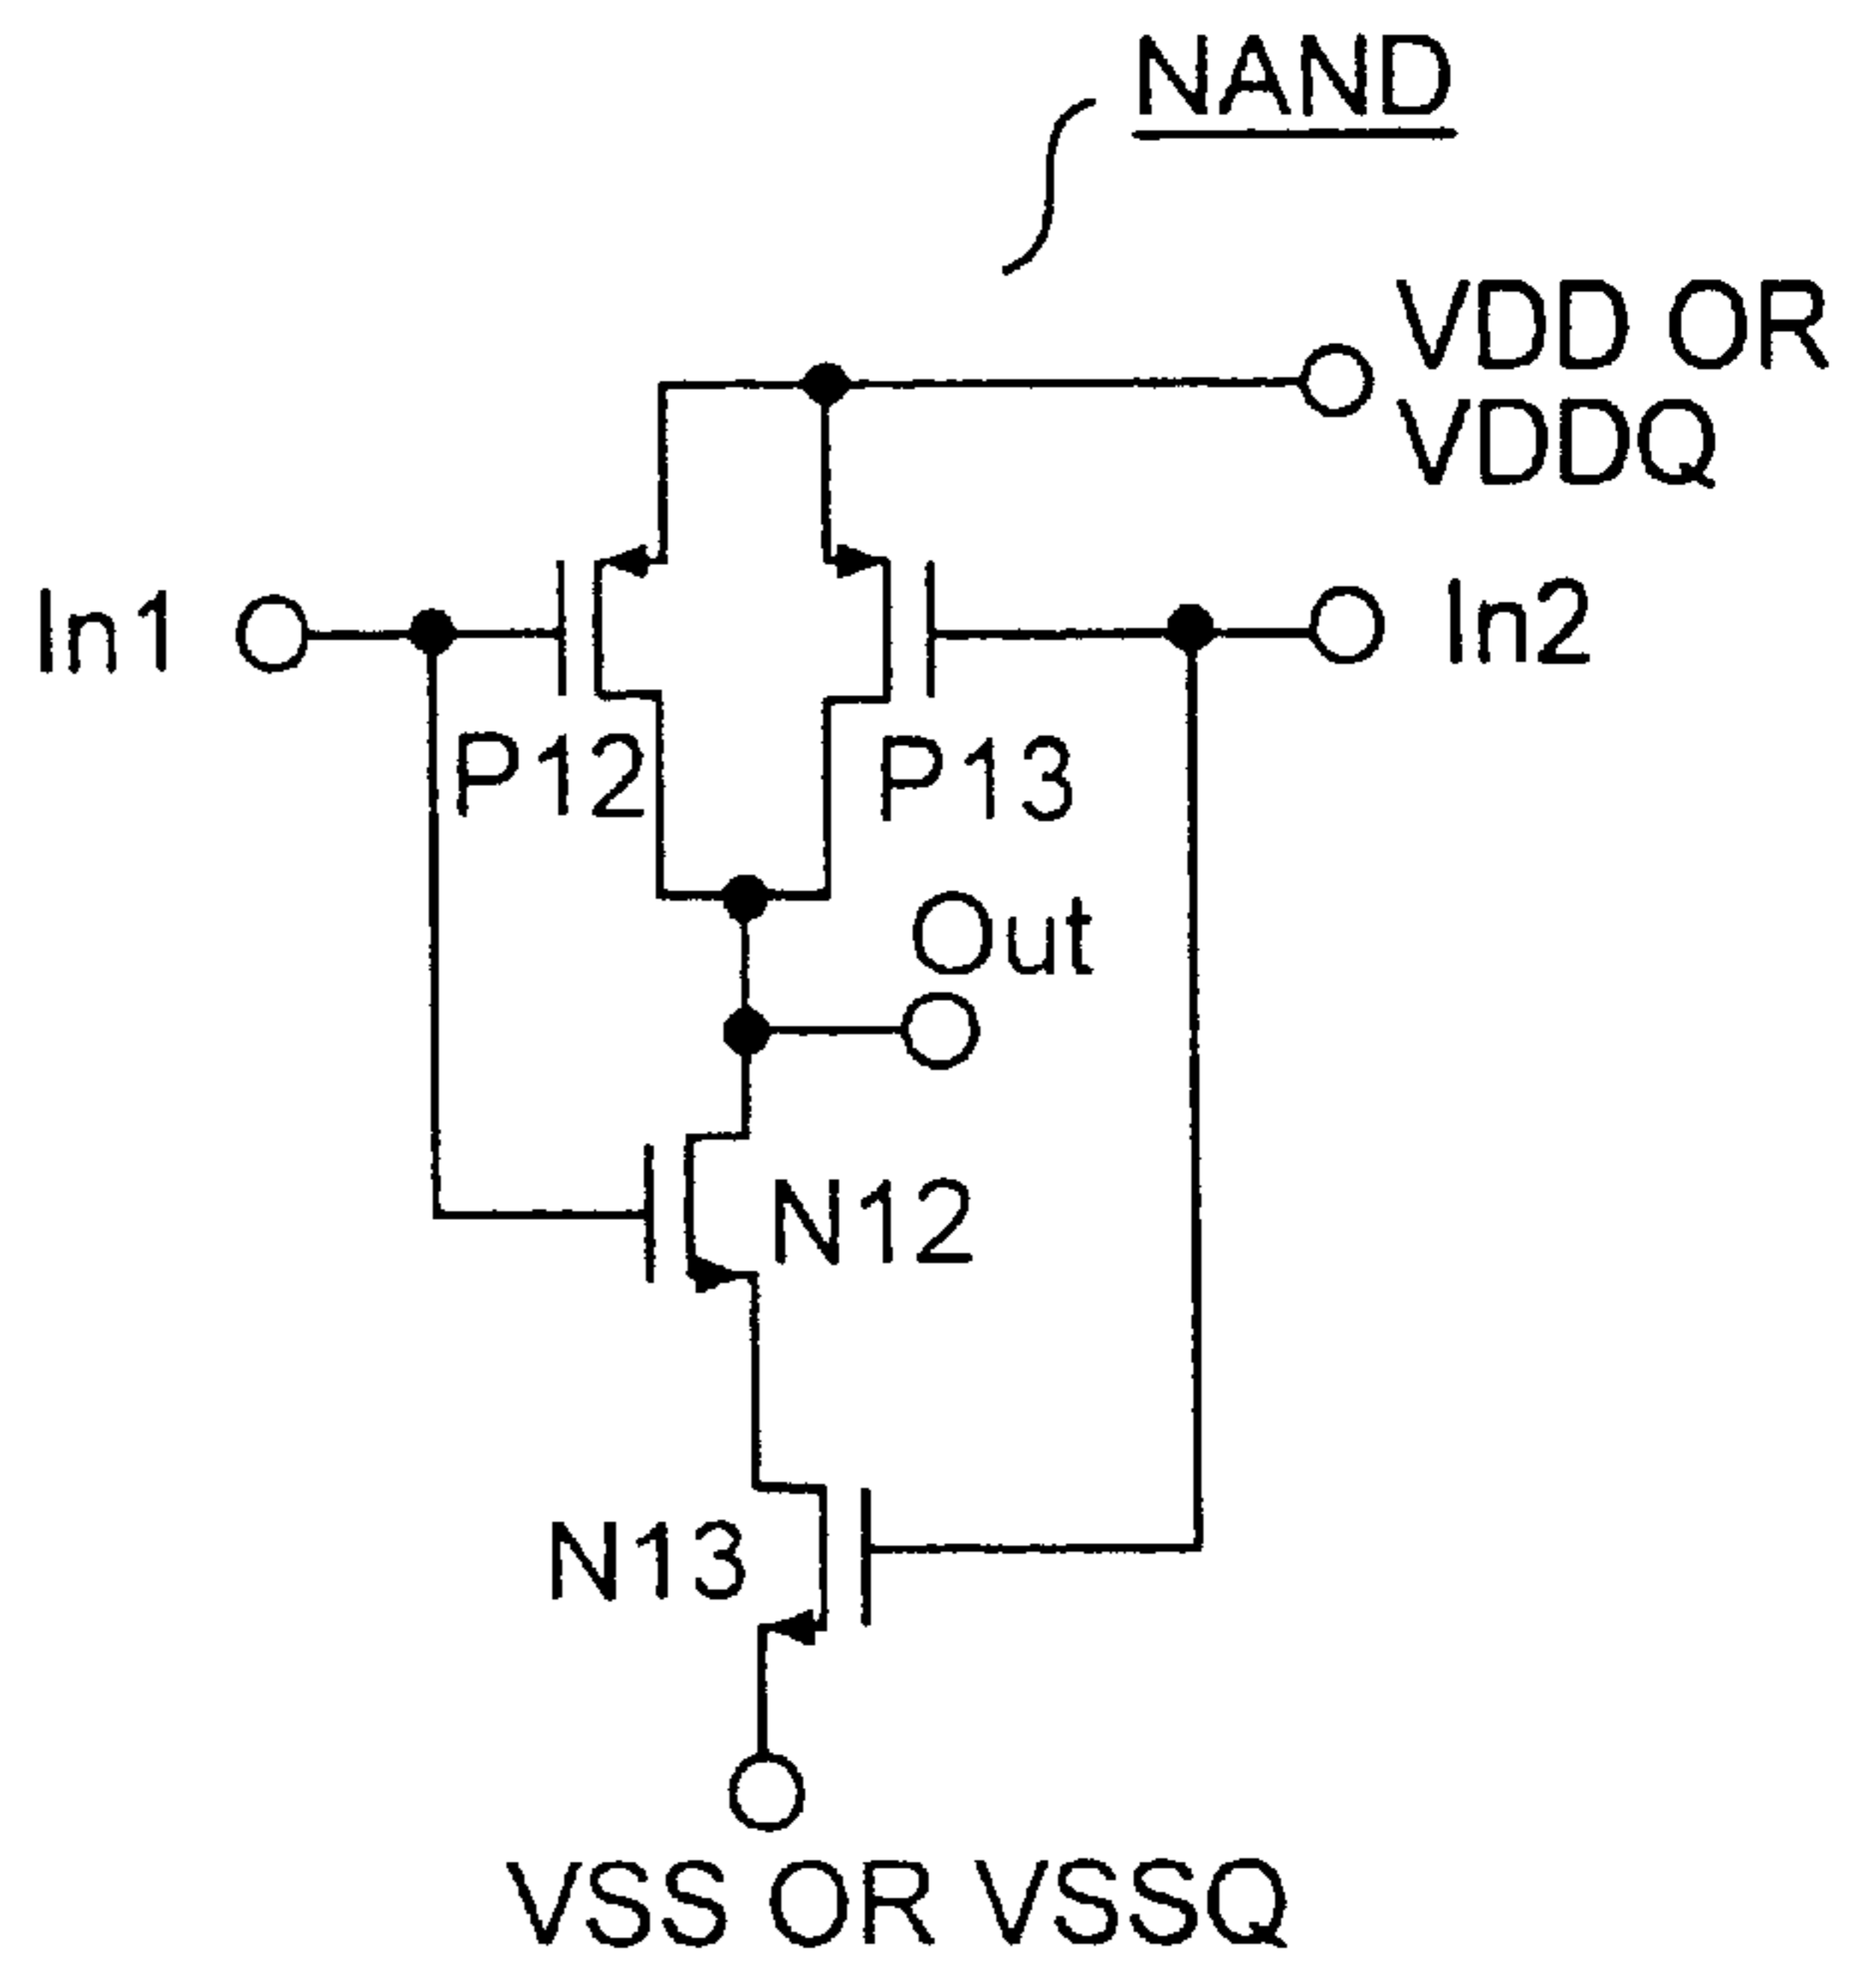 NAND
VDD OR
VDDQ
In1
In2
P12
P13
Out
N12
N13
VSS OR VSSQ